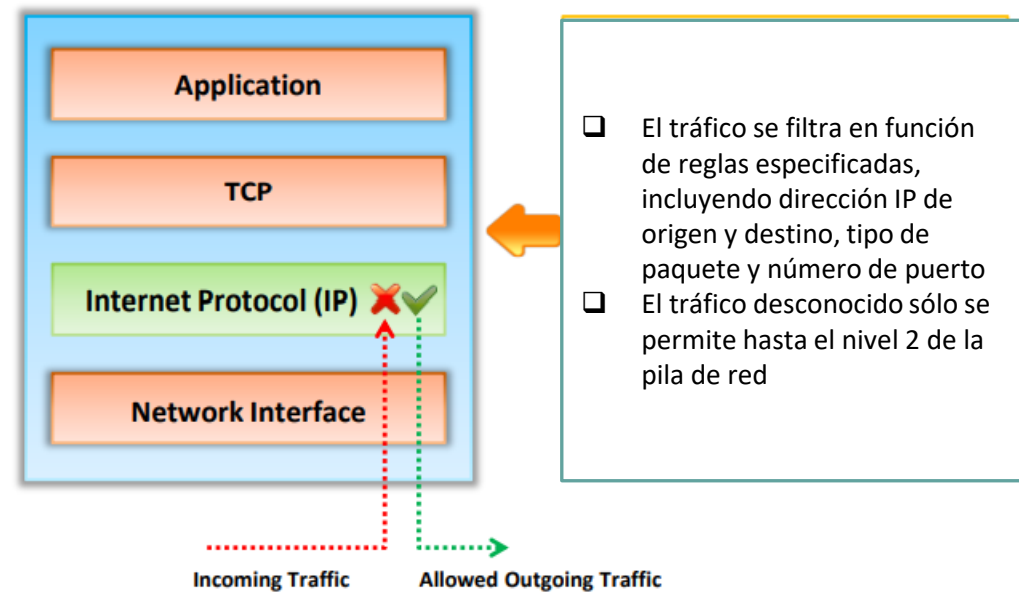 Application
TCP
Internet Protocol (IP)
Network Interface
Incoming Traffic
Allowed Outgoing Traffic
El tráfico se filtra en función
de reglas especificadas,
incluyendo dirección IP de
origen y destino, tipo de
paquete y número de puerto
El tráfico desconocido sólo se
permite hasta el nivel 2 de la
pila de red